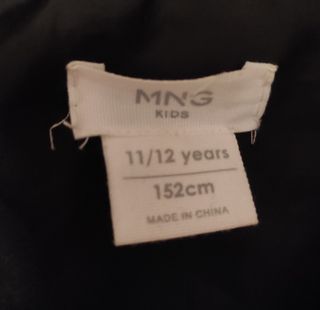 MNG
KIDS
11/12 years
152cm
MADE IN CHINA